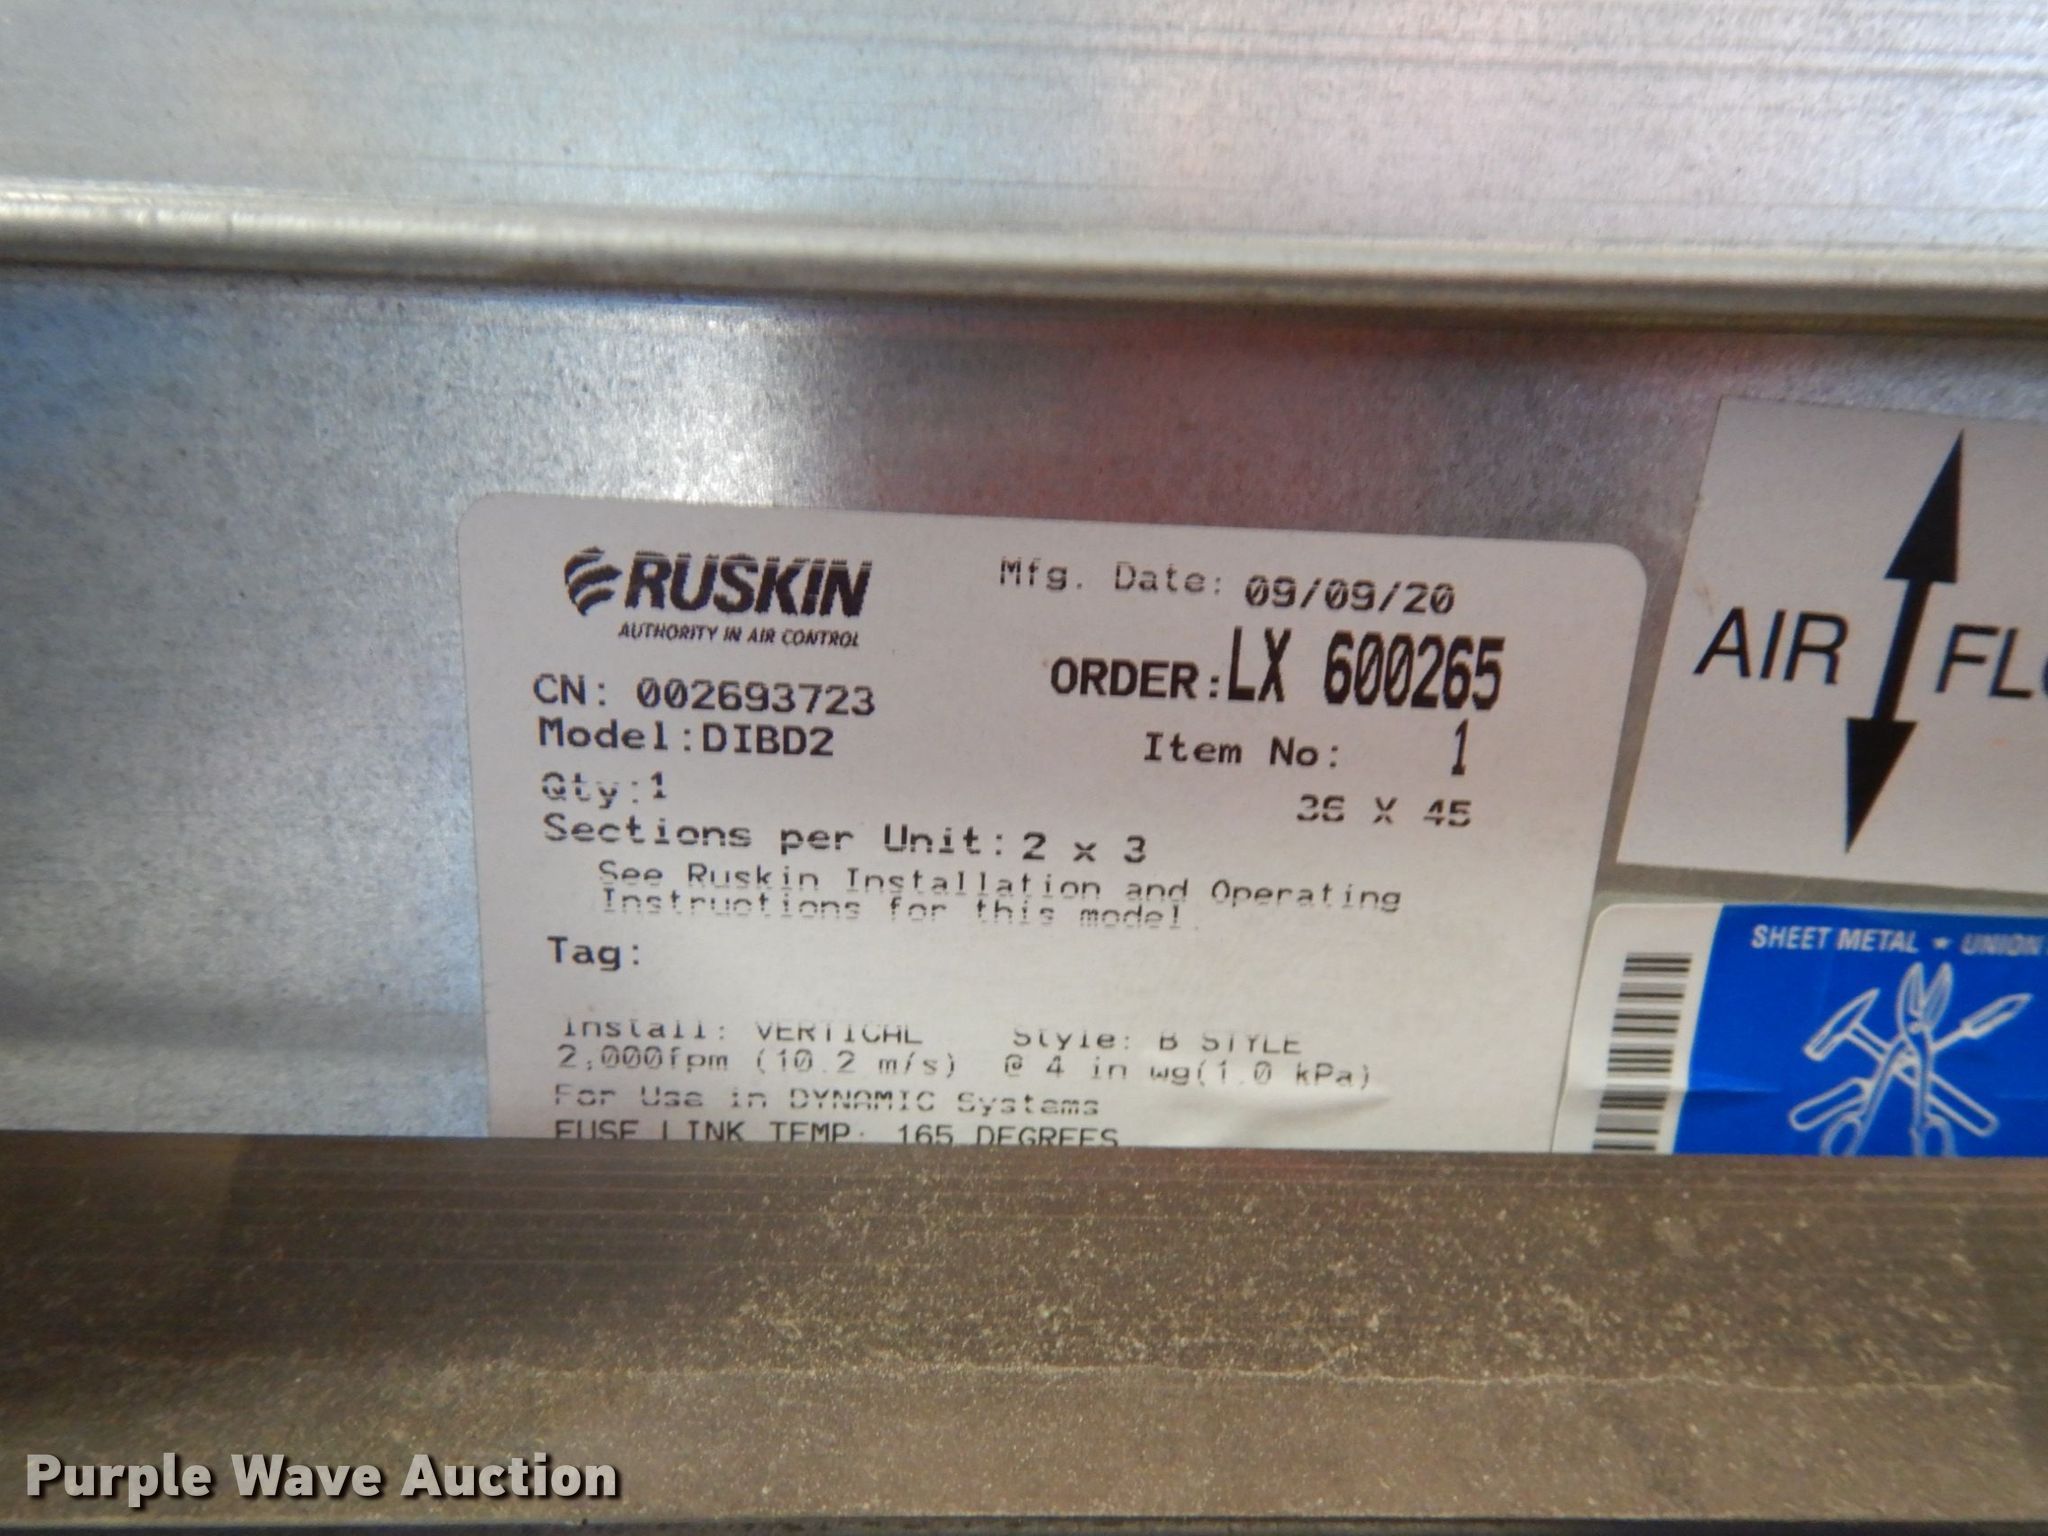 RUSKIN
AUTHORITY IN AIR CONTROL
Mfg. Date: 09/09/20
CN: 002693723
ORDER: LX 600265
Model: DIBD2
Item No: 1
Qty: 1
36 X 45
Sections per Unit: 2 x 3
See Ruskin Installation and Operating
Instructions for this model.
Tag:
Install: VERTICAL Style: B STYLE
2,000fpm (10.2 m/s) @ 4 in wg(1.0 kPa)
For Use in DYNAMIC Systems
FUSE LINK TEMP: 165 DEGREES
AIR
SHEET METAL ★ UNION
Purple Wave Auction